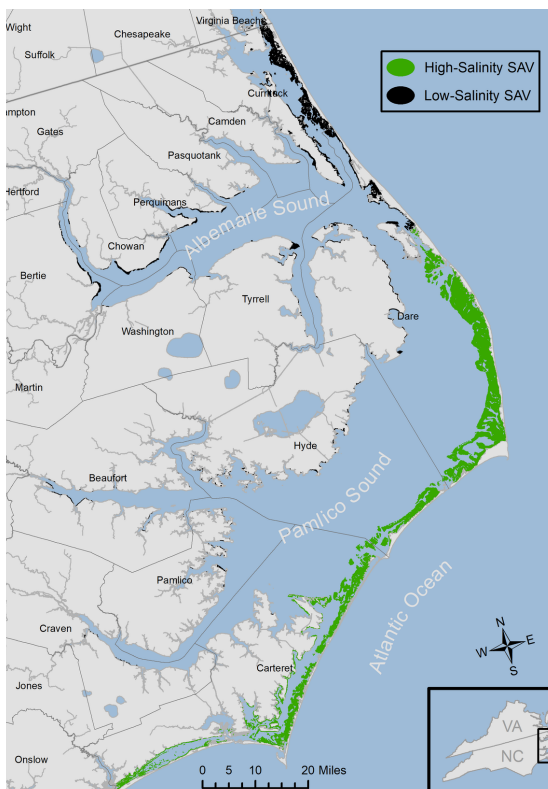 Virginia Beach
Wight
Chesapeake
Suffolk
High-Salinity SAV
Low-Salinity SAV
Currituck
Camden
Gates
Pasquotank
Hertford
Perquimans
Albemarle Sound
Chowan
Bertie
Tyrrell
Dare
Washington
Martin
Hyde
Beaufort
Pamlico Sound
Pamlico
Atlantic Ocean
Craven
N
W E
S
Carteret
Jones
VA
NC
Onslow
0 5 10 20 Miles